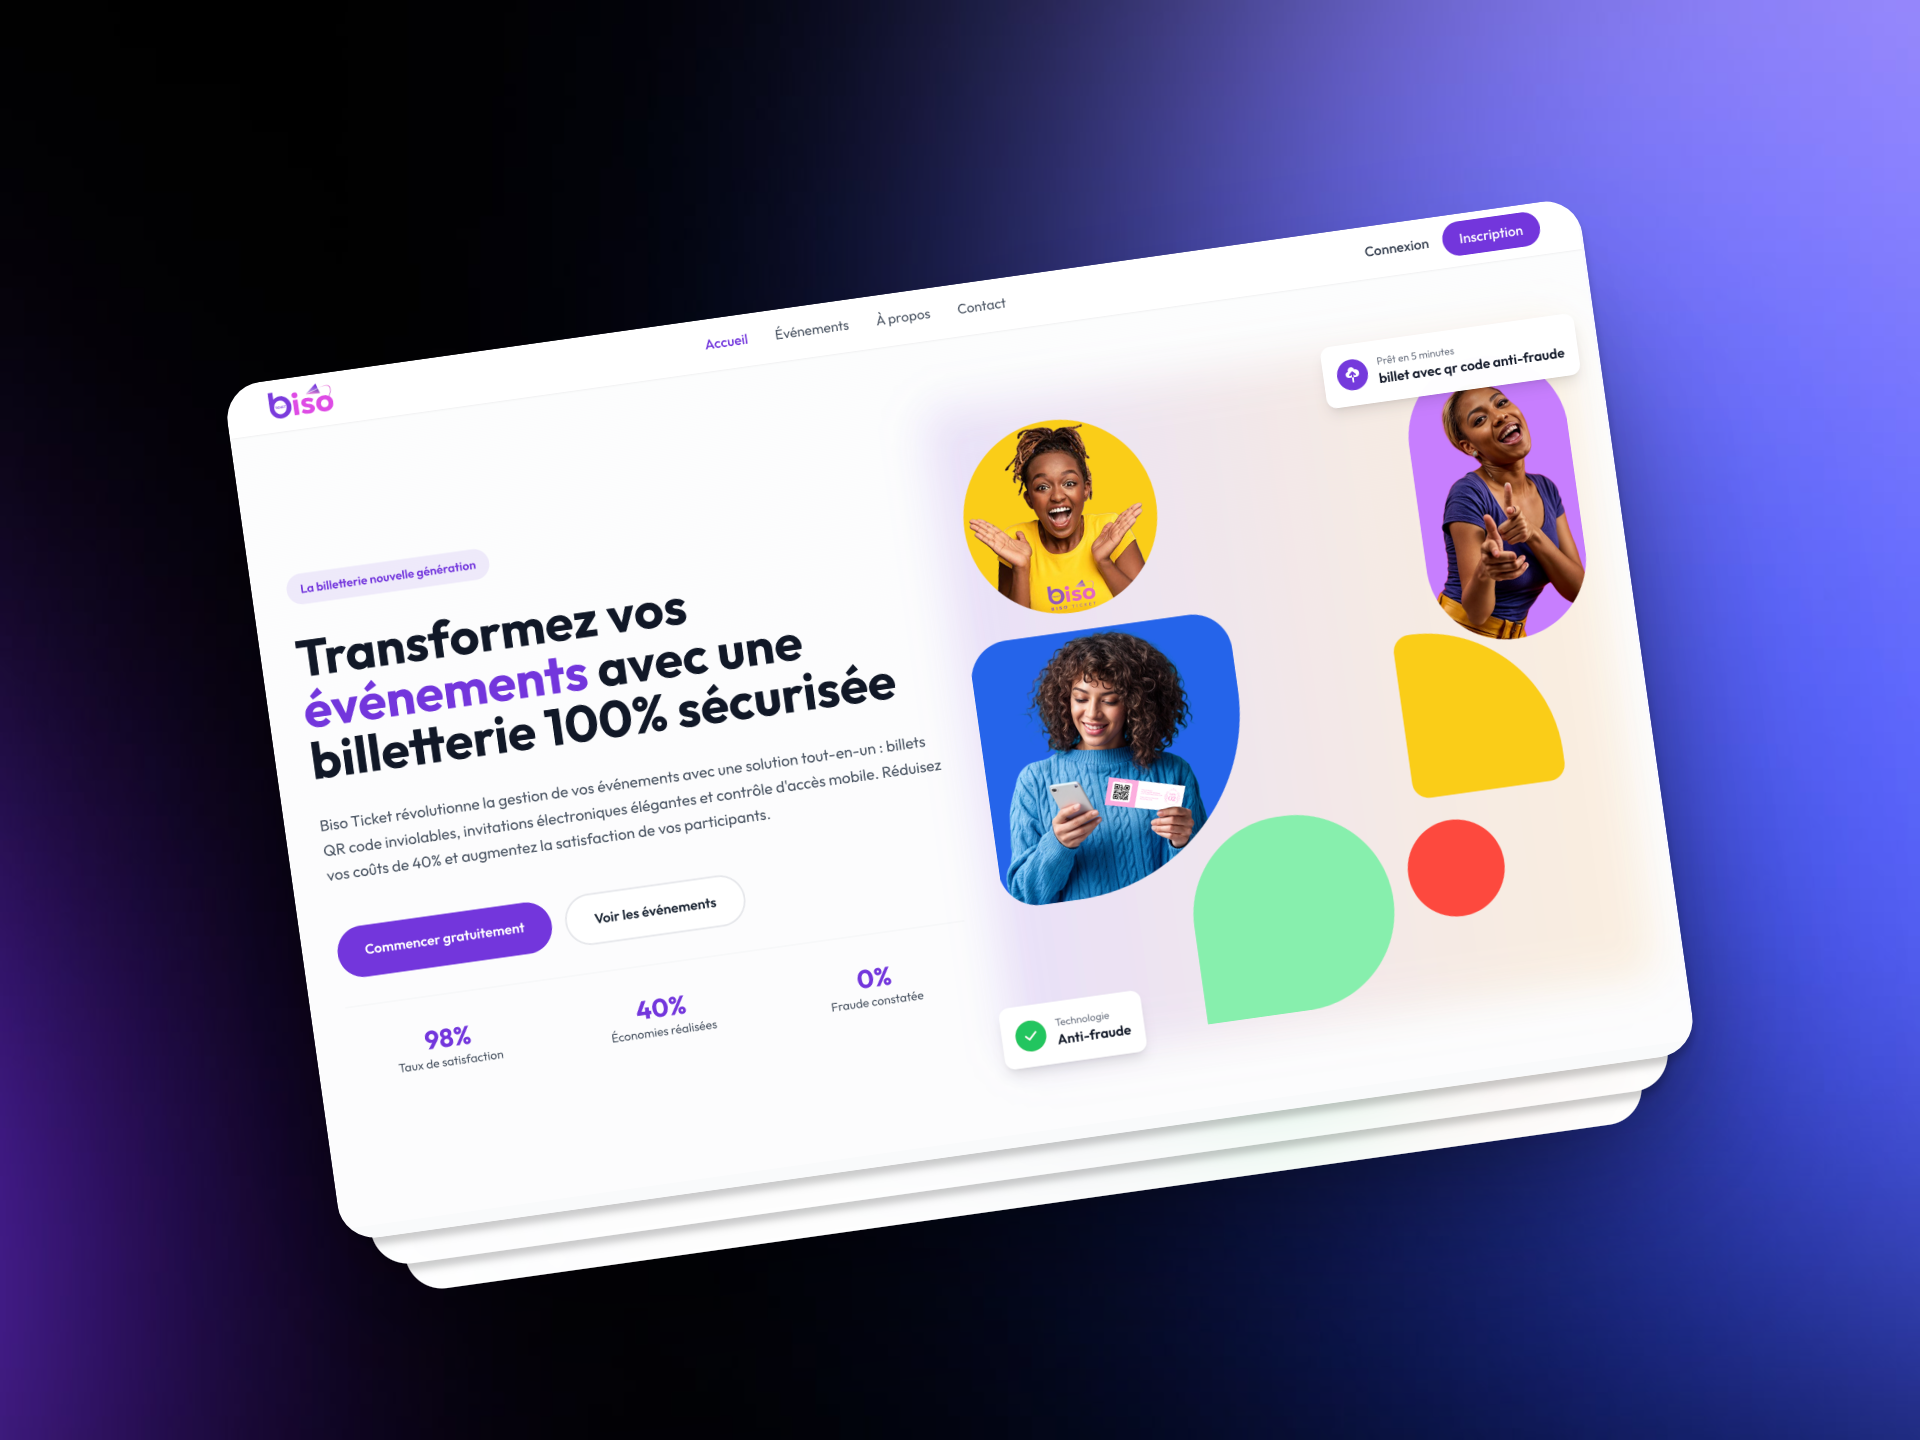 biso
Accueil
Événements
À propos
Contact
Connexion
Inscription
La billetterie nouvelle génération
Transformez vos
événements avec une
billetterie 100% sécurisée
Biso Ticket révolutionne la gestion de vos événements avec une solution tout-en-un : billets
QR code inviolables, invitations électroniques élégantes et contrôle d'accès mobile. Réduisez
vos coûts de 40% et augmentez la satisfaction de vos participants.
Commencer gratuitement
Voir les événements
98%
Taux de satisfaction
40%
Économies réalisées
0%
Fraude constatée
Prêt en 5 minutes
billet avec qr code anti-fraude
biso
BISO TICKET
Technologie
Anti-fraude